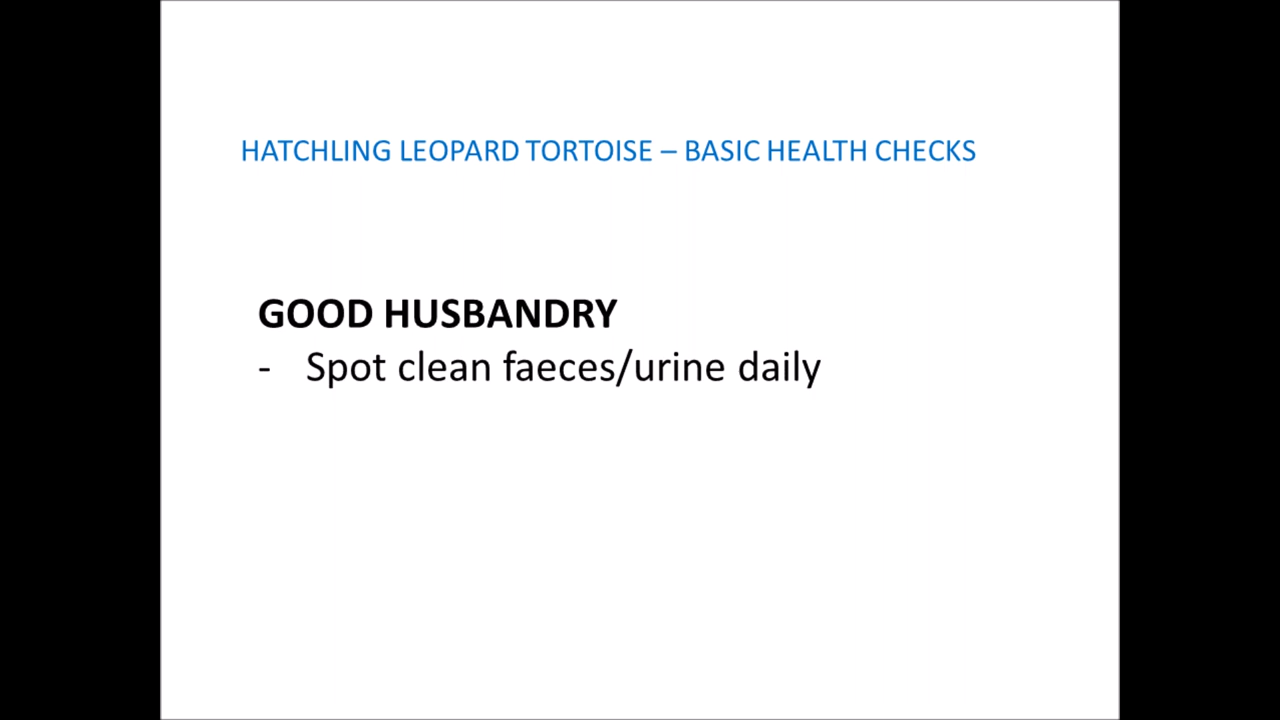 HATCHLING LEOPARD TORTOISE – BASIC HEALTH CHECKS
GOOD HUSBANDRY
- Spot clean faeces/urine daily